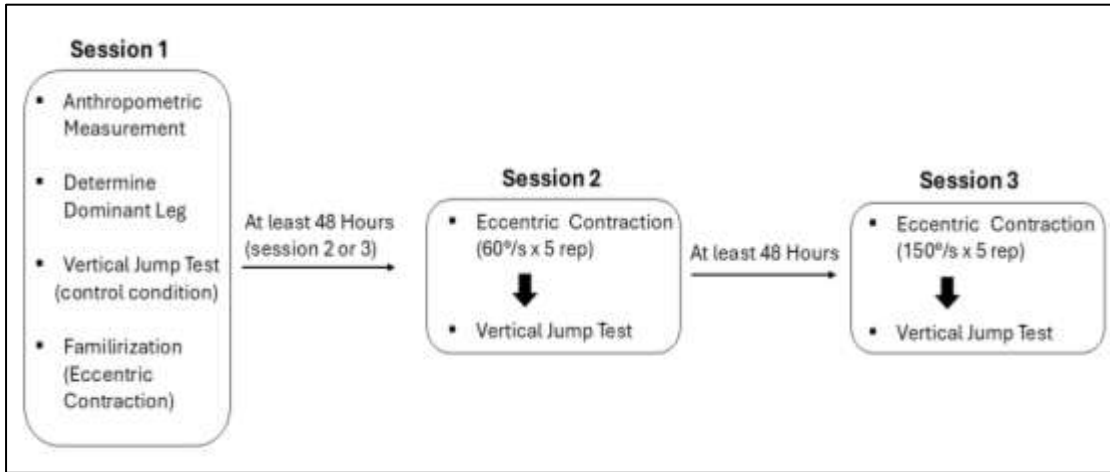 Session 1
▪ Anthropometric
Measurement
▪ Determine
Dominant Leg
▪ Vertical Jump Test
(control condition)
▪ Familirization
(Eccentric
Contraction)
At least 48 Hours
(session 2 or 3)
Session 2
▪ Eccentric Contraction
(60°/s x 5 rep)
▪ Vertical Jump Test
At least 48 Hours
Session 3
▪ Eccentric Contraction
(150°/s x 5 rep)
▪ Vertical Jump Test